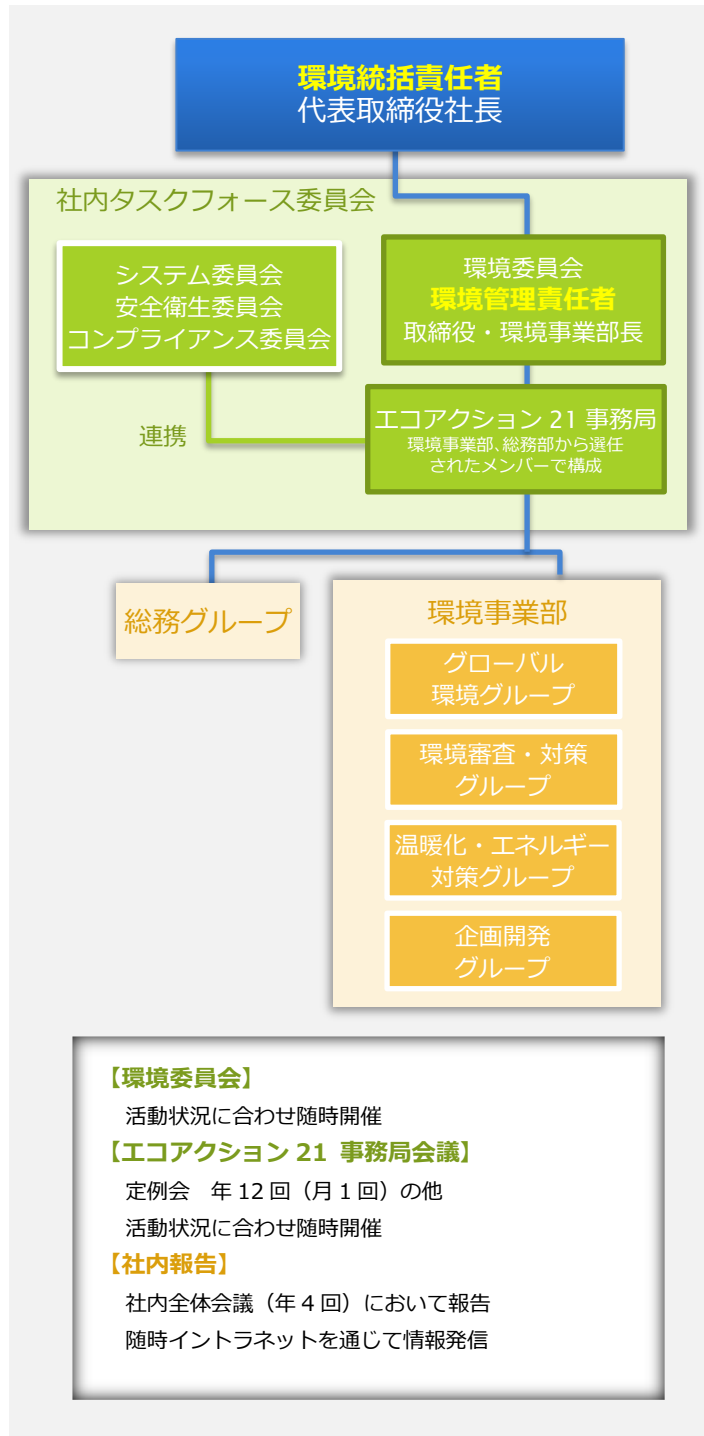 環境統括責任者
代表取締役社長
社内タスクフォース委員会
システム委員会
安全衛生委員会
コンプライアンス委員会
環境委員会
環境管理責任者
取締役・環境事業部長
連携
エコアクション 21 事務局
環境事業部、総務部から選任
されたメンバーで構成
総務グループ
環境事業部
グローバル
環境グループ
環境審査・対策
グループ
温暖化・エネルギー
対策グループ
企画開発
グループ
【環境委員会】
活動状況に合わせ随時開催
【エコアクション 21 事務局会議】
定例会　年 12 回（月 1 回）の他
活動状況に合わせ随時開催
【社内報告】
社内全体会議（年 4 回）において報告
随時イントラネットを通じて情報発信